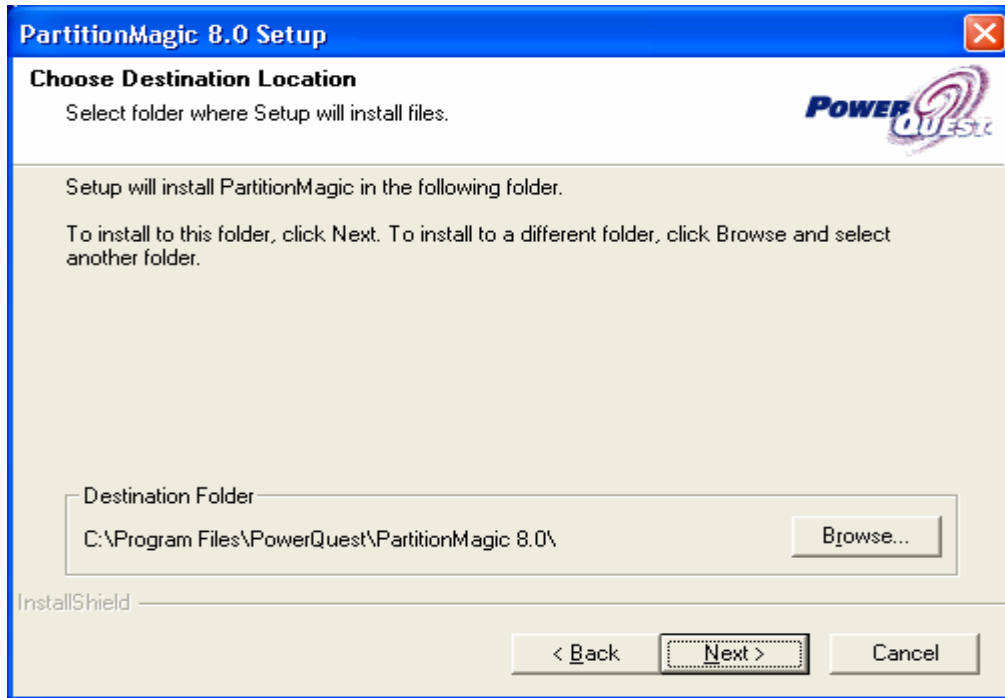 PartitionMagic 8.0 Setup
Choose Destination Location
Select folder where Setup will install files.
POWERQUEST
Setup will install PartitionMagic in the following folder.
To install to this folder, click Next. To install to a different folder, click Browse and select
another folder.
Destination Folder
C:\Program Files\PowerQuest\PartitionMagic 8.0\
Browse...
InstallShield
< Back
Next >
Cancel